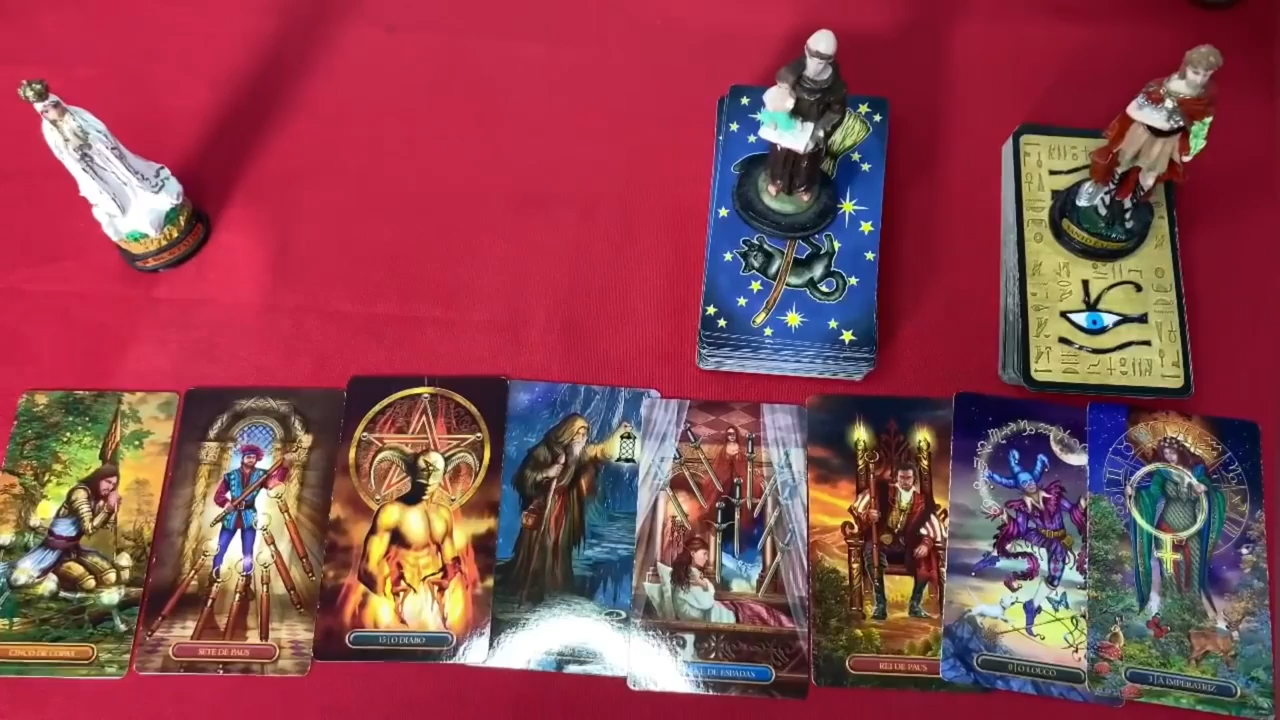 CINCO DE COPAS
SETE DE PAUS
15 | O DIABO
DE ESPADAS
REI DE PAUS
0 | O LOUCO
3 | A IMPERATRIZ